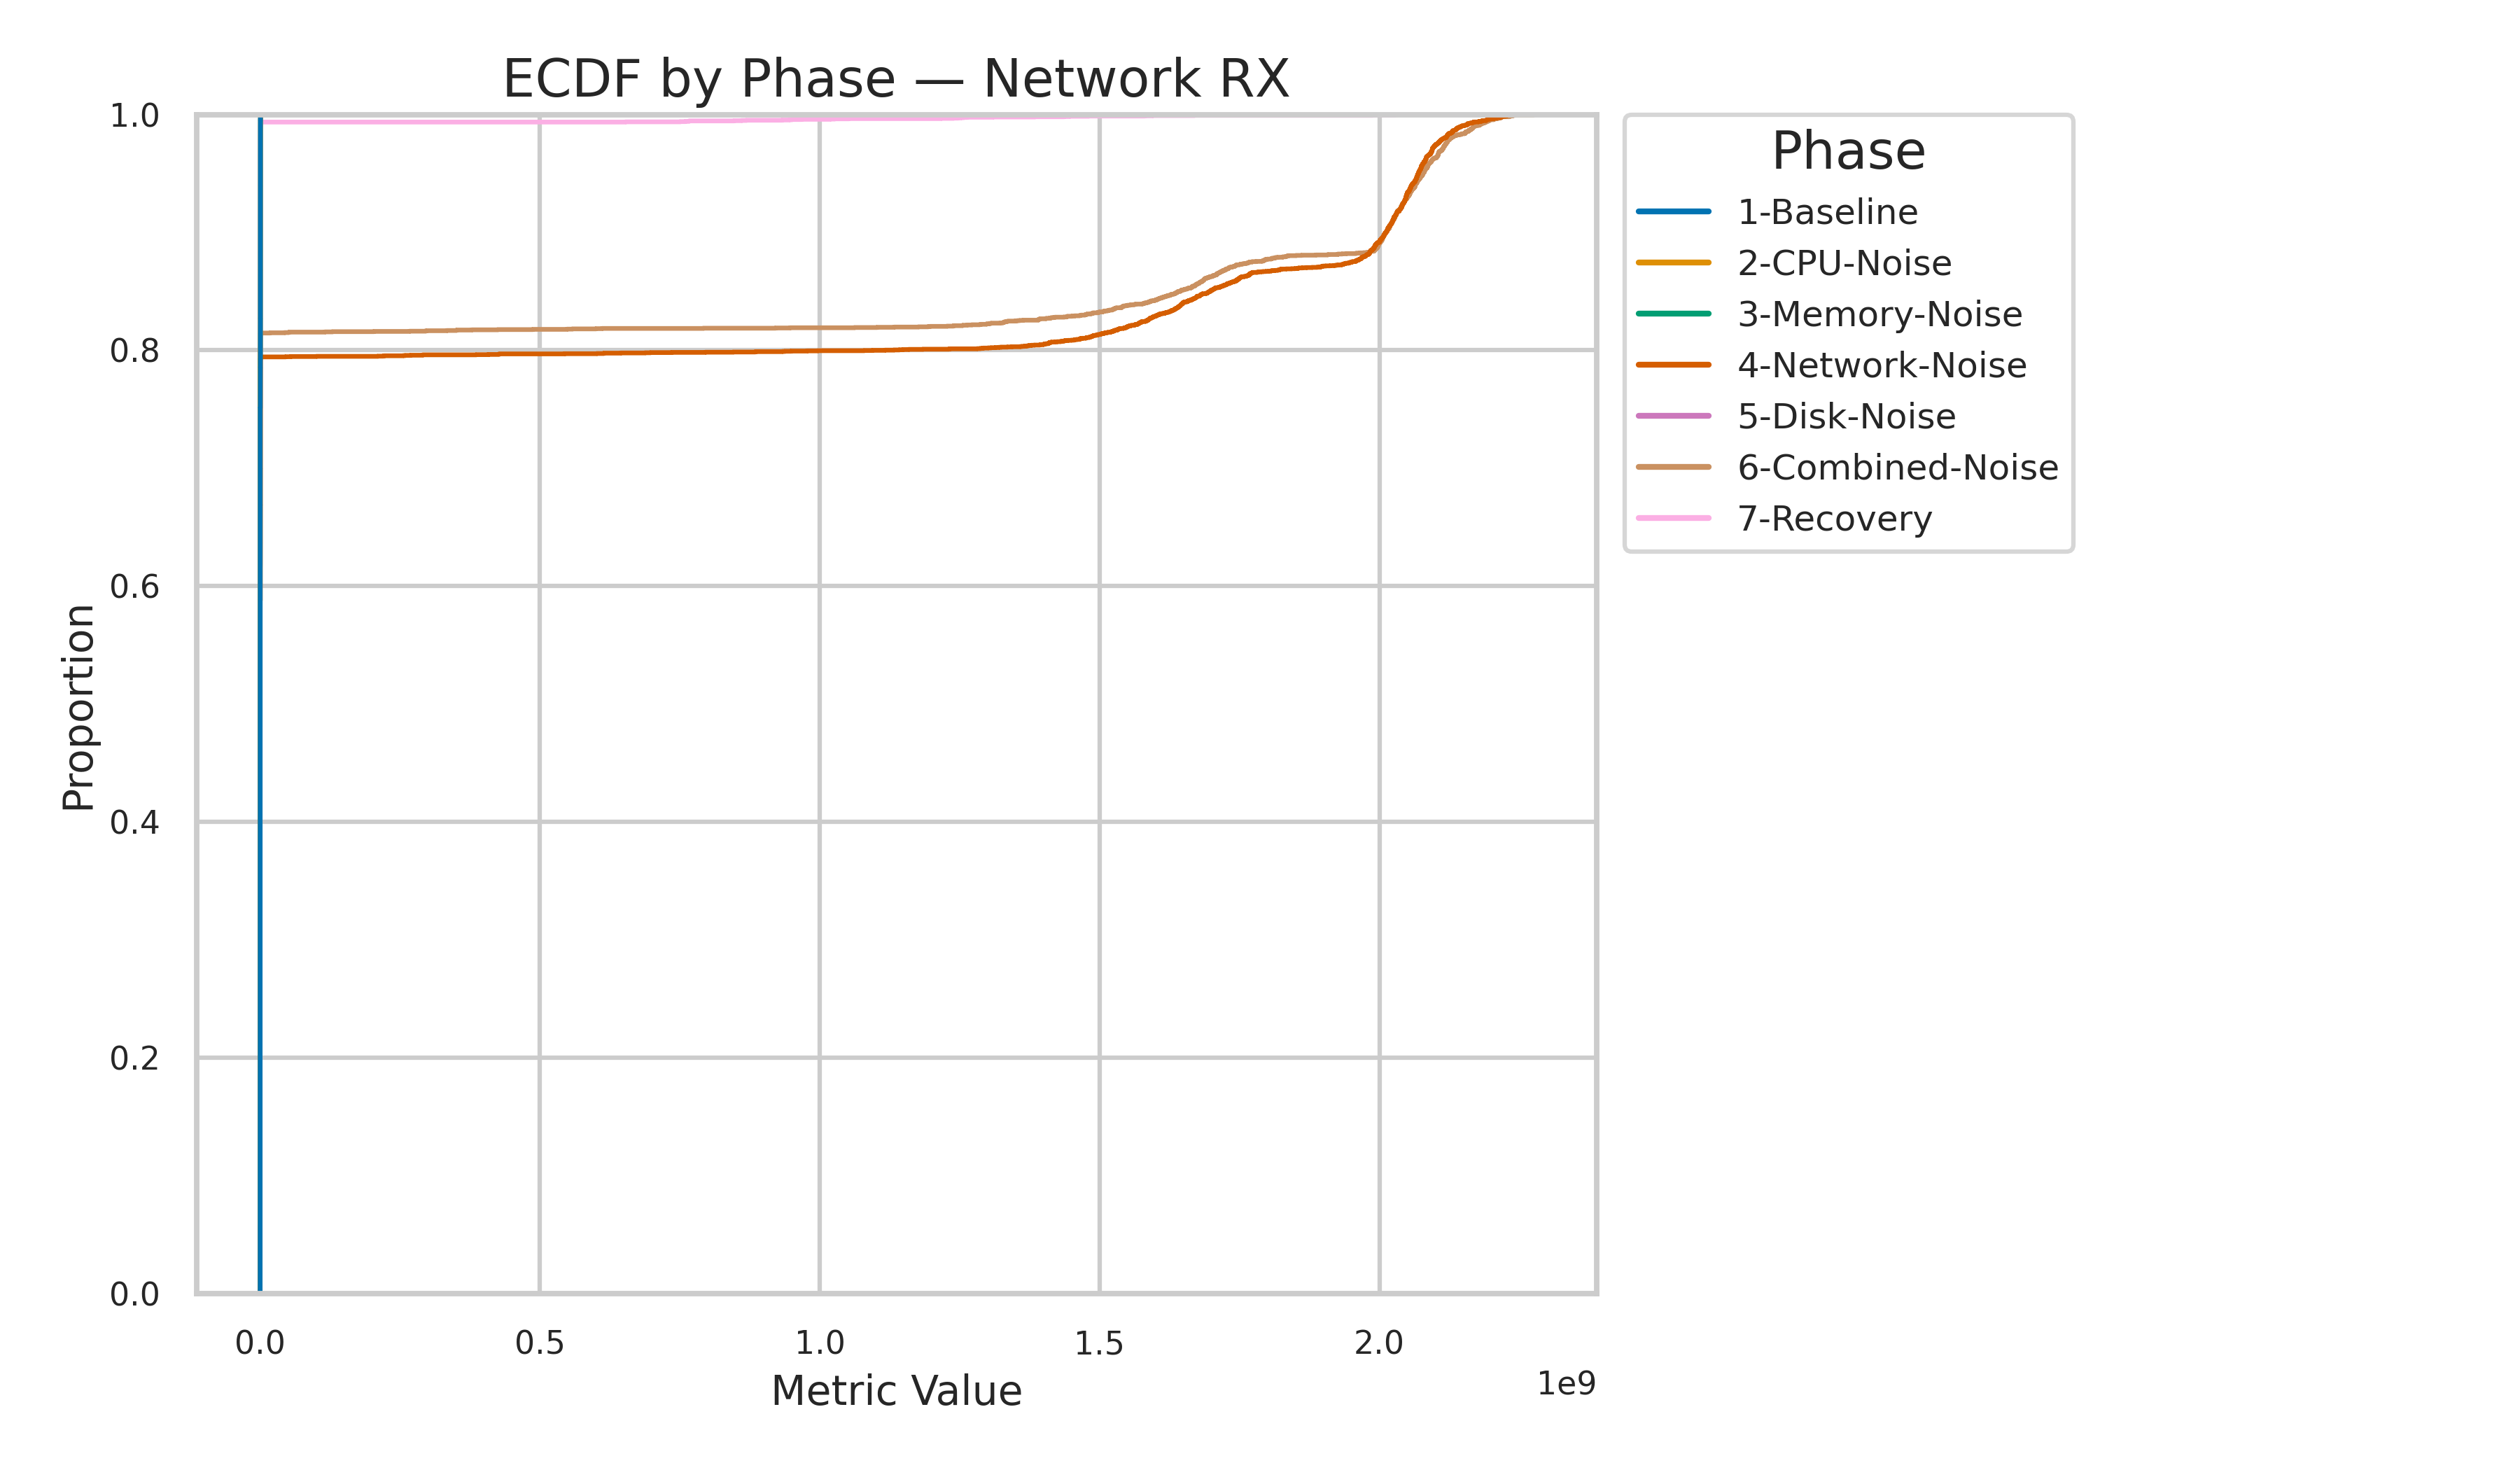 ECDF by Phase — Network RX
1.0
0.8
0.6
0.4
0.2
0.0
Proportion
0.0 0.5 1.0 1.5 2.0
1e9
Metric Value
Phase
1-Baseline
2-CPU-Noise
3-Memory-Noise
4-Network-Noise
5-Disk-Noise
6-Combined-Noise
7-Recovery